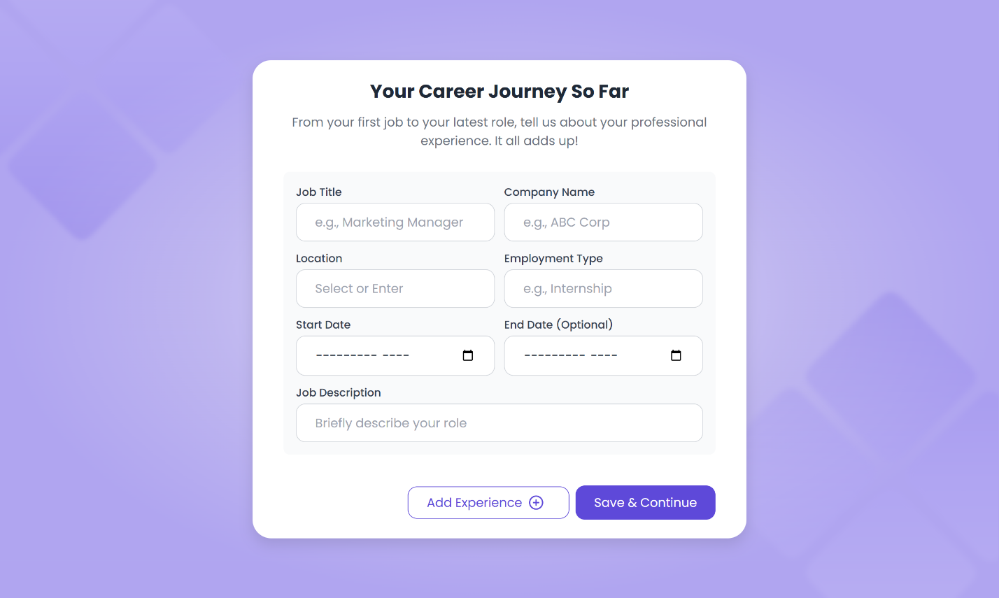 Your Career Journey So Far
From your first job to your latest role, tell us about your professional
experience. It all adds up!
Job Title
Company Name
e.g., Marketing Manager
e.g., ABC Corp
Location
Employment Type
Select or Enter
e.g., Internship
Start Date
End Date (Optional)
--------- ----
--------- ----
Job Description
Briefly describe your role
Add Experience
Save & Continue